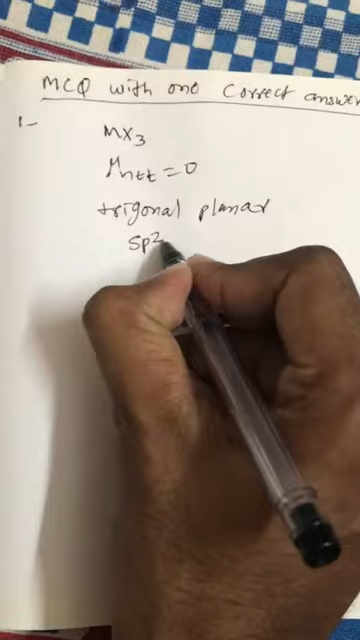 MCQ with one correct answer
1-
MX3
μnet = 0
trigonal planar
sp2